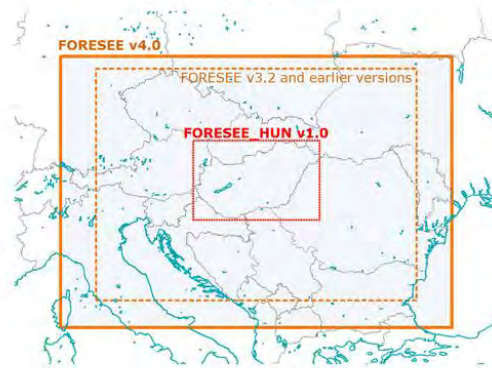 FORESEE v4.0
FORESEE v3.2 and earlier versions
FORESEE_HUN v1.0